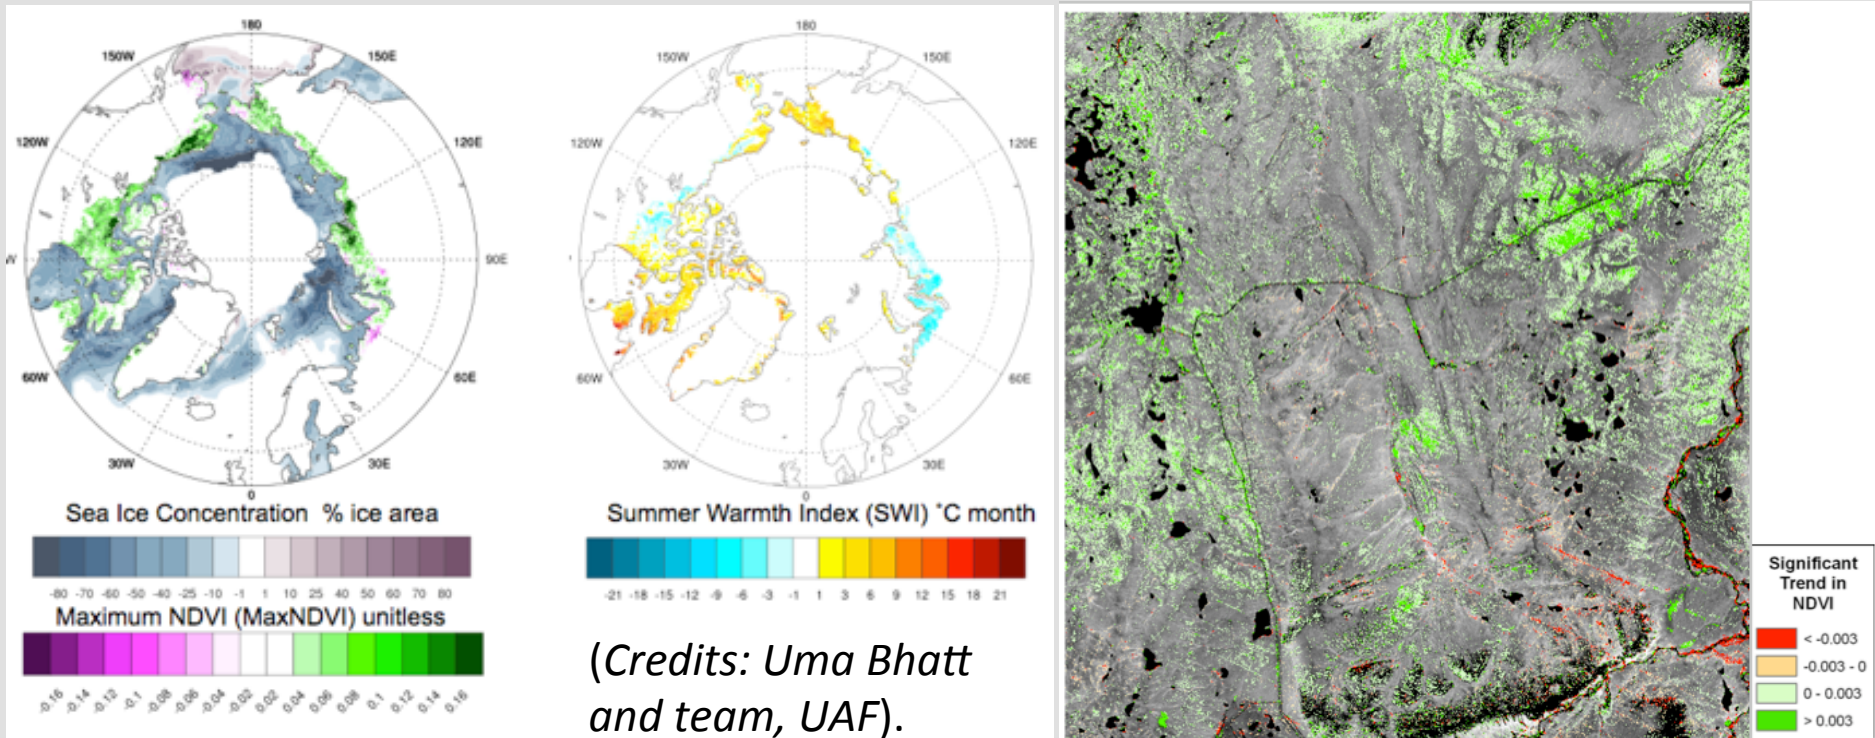 180
150W
150E
120W
120E
W
90E
60W
60E
30W
30E
0
Sea Ice Concentration % ice area
-80 -70 -60 -50 -40 -25 -10 -1 1 10 25 40 50 60 70 80
Maximum NDVI (MaxNDVI) unitless
-0.16 -0.14 -0.12 -0.1 -0.08 -0.06 -0.04 -0.02 0.02 0.04 0.06 0.08 0.1 0.12 0.14 0.16
180
150W
150E
120W
120E
60W
60E
30W
30E
0
Summer Warmth Index (SWI) ˚C month
-21 -18 -15 -12 -9 -6 -3 -1 1 3 6 9 12 15 18 21
(Credits: Uma Bhatt
and team, UAF).
Significant
Trend in
NDVI
< -0.003
-0.003 - 0
0 - 0.003
> 0.003